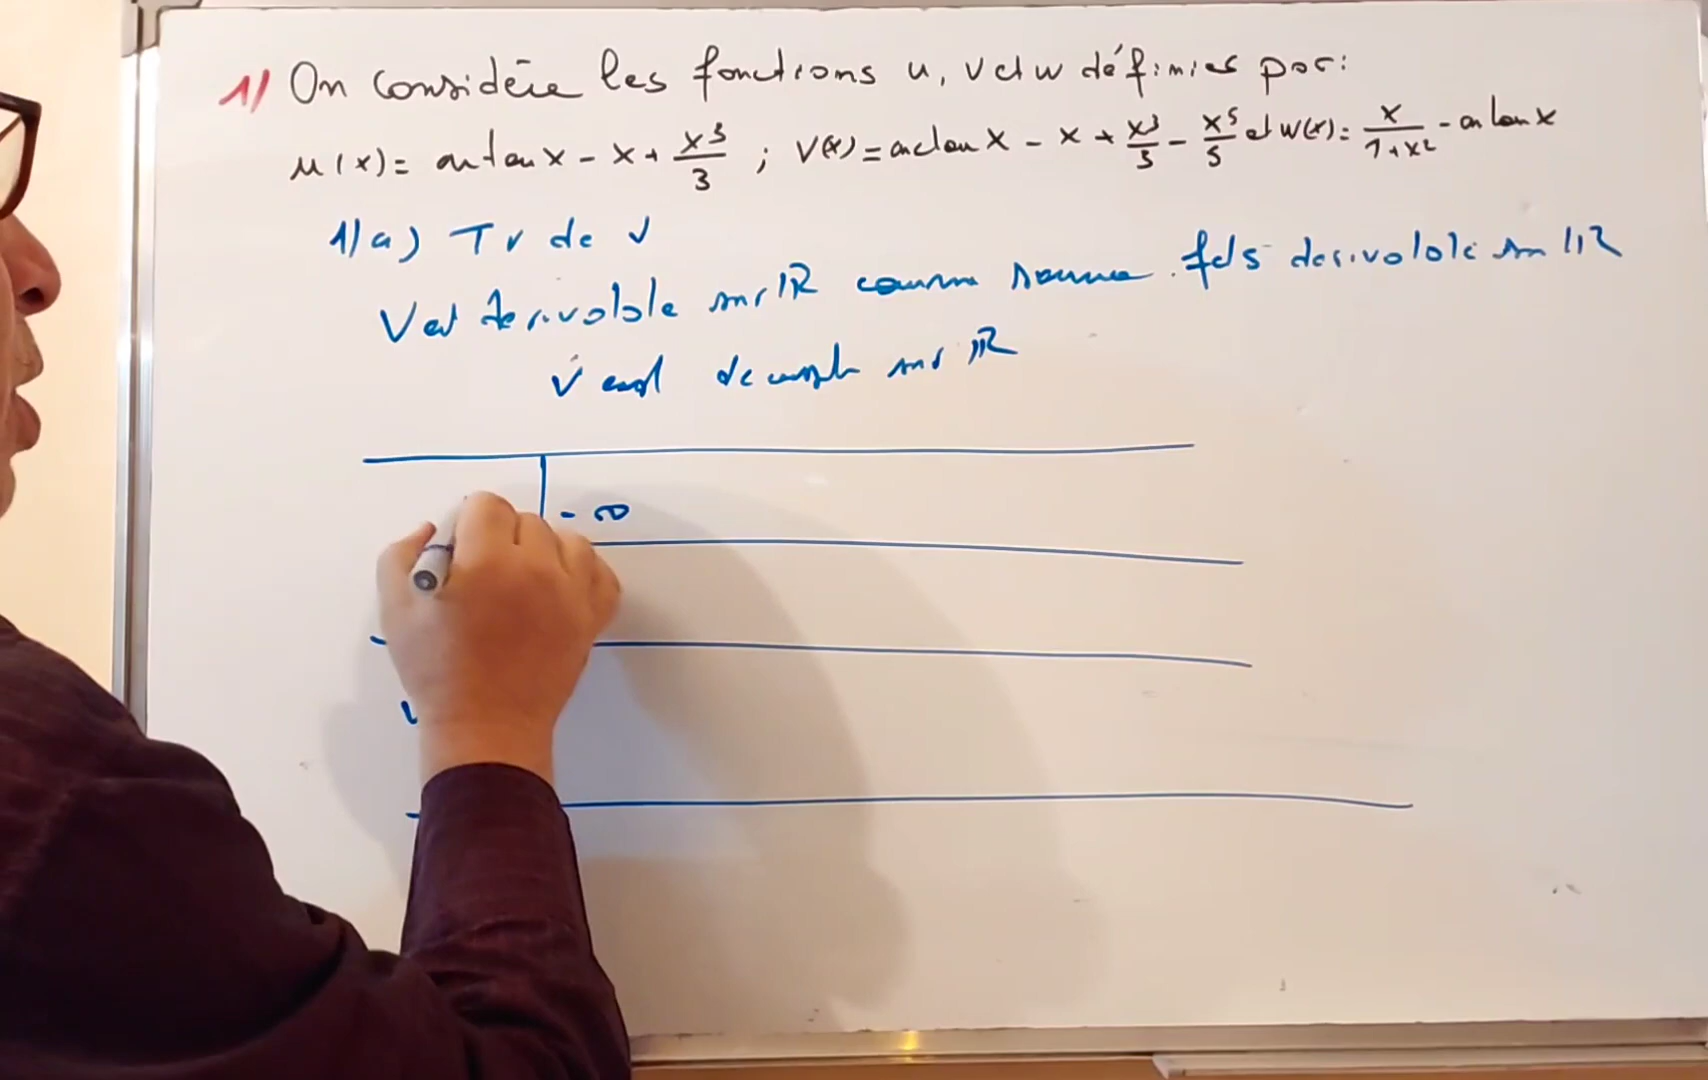 1/ On considère les fonctions u, v et w définies par:
u(x) = arctan x - x + x³/3 ; V(x) = arctan x - x + x³/3 - x⁵/5 et w(x) = x/(1+x²) - arctan x
1/a) TV de v
V est dérivable sur ℝ comme somme fcts dérivable sur ℝ
v est sur ℝ
-∞